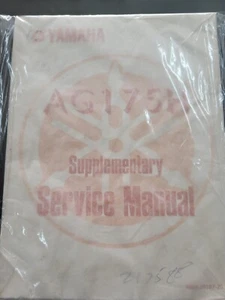 YAMAHA
AG175H
Supplementary
Service Manual